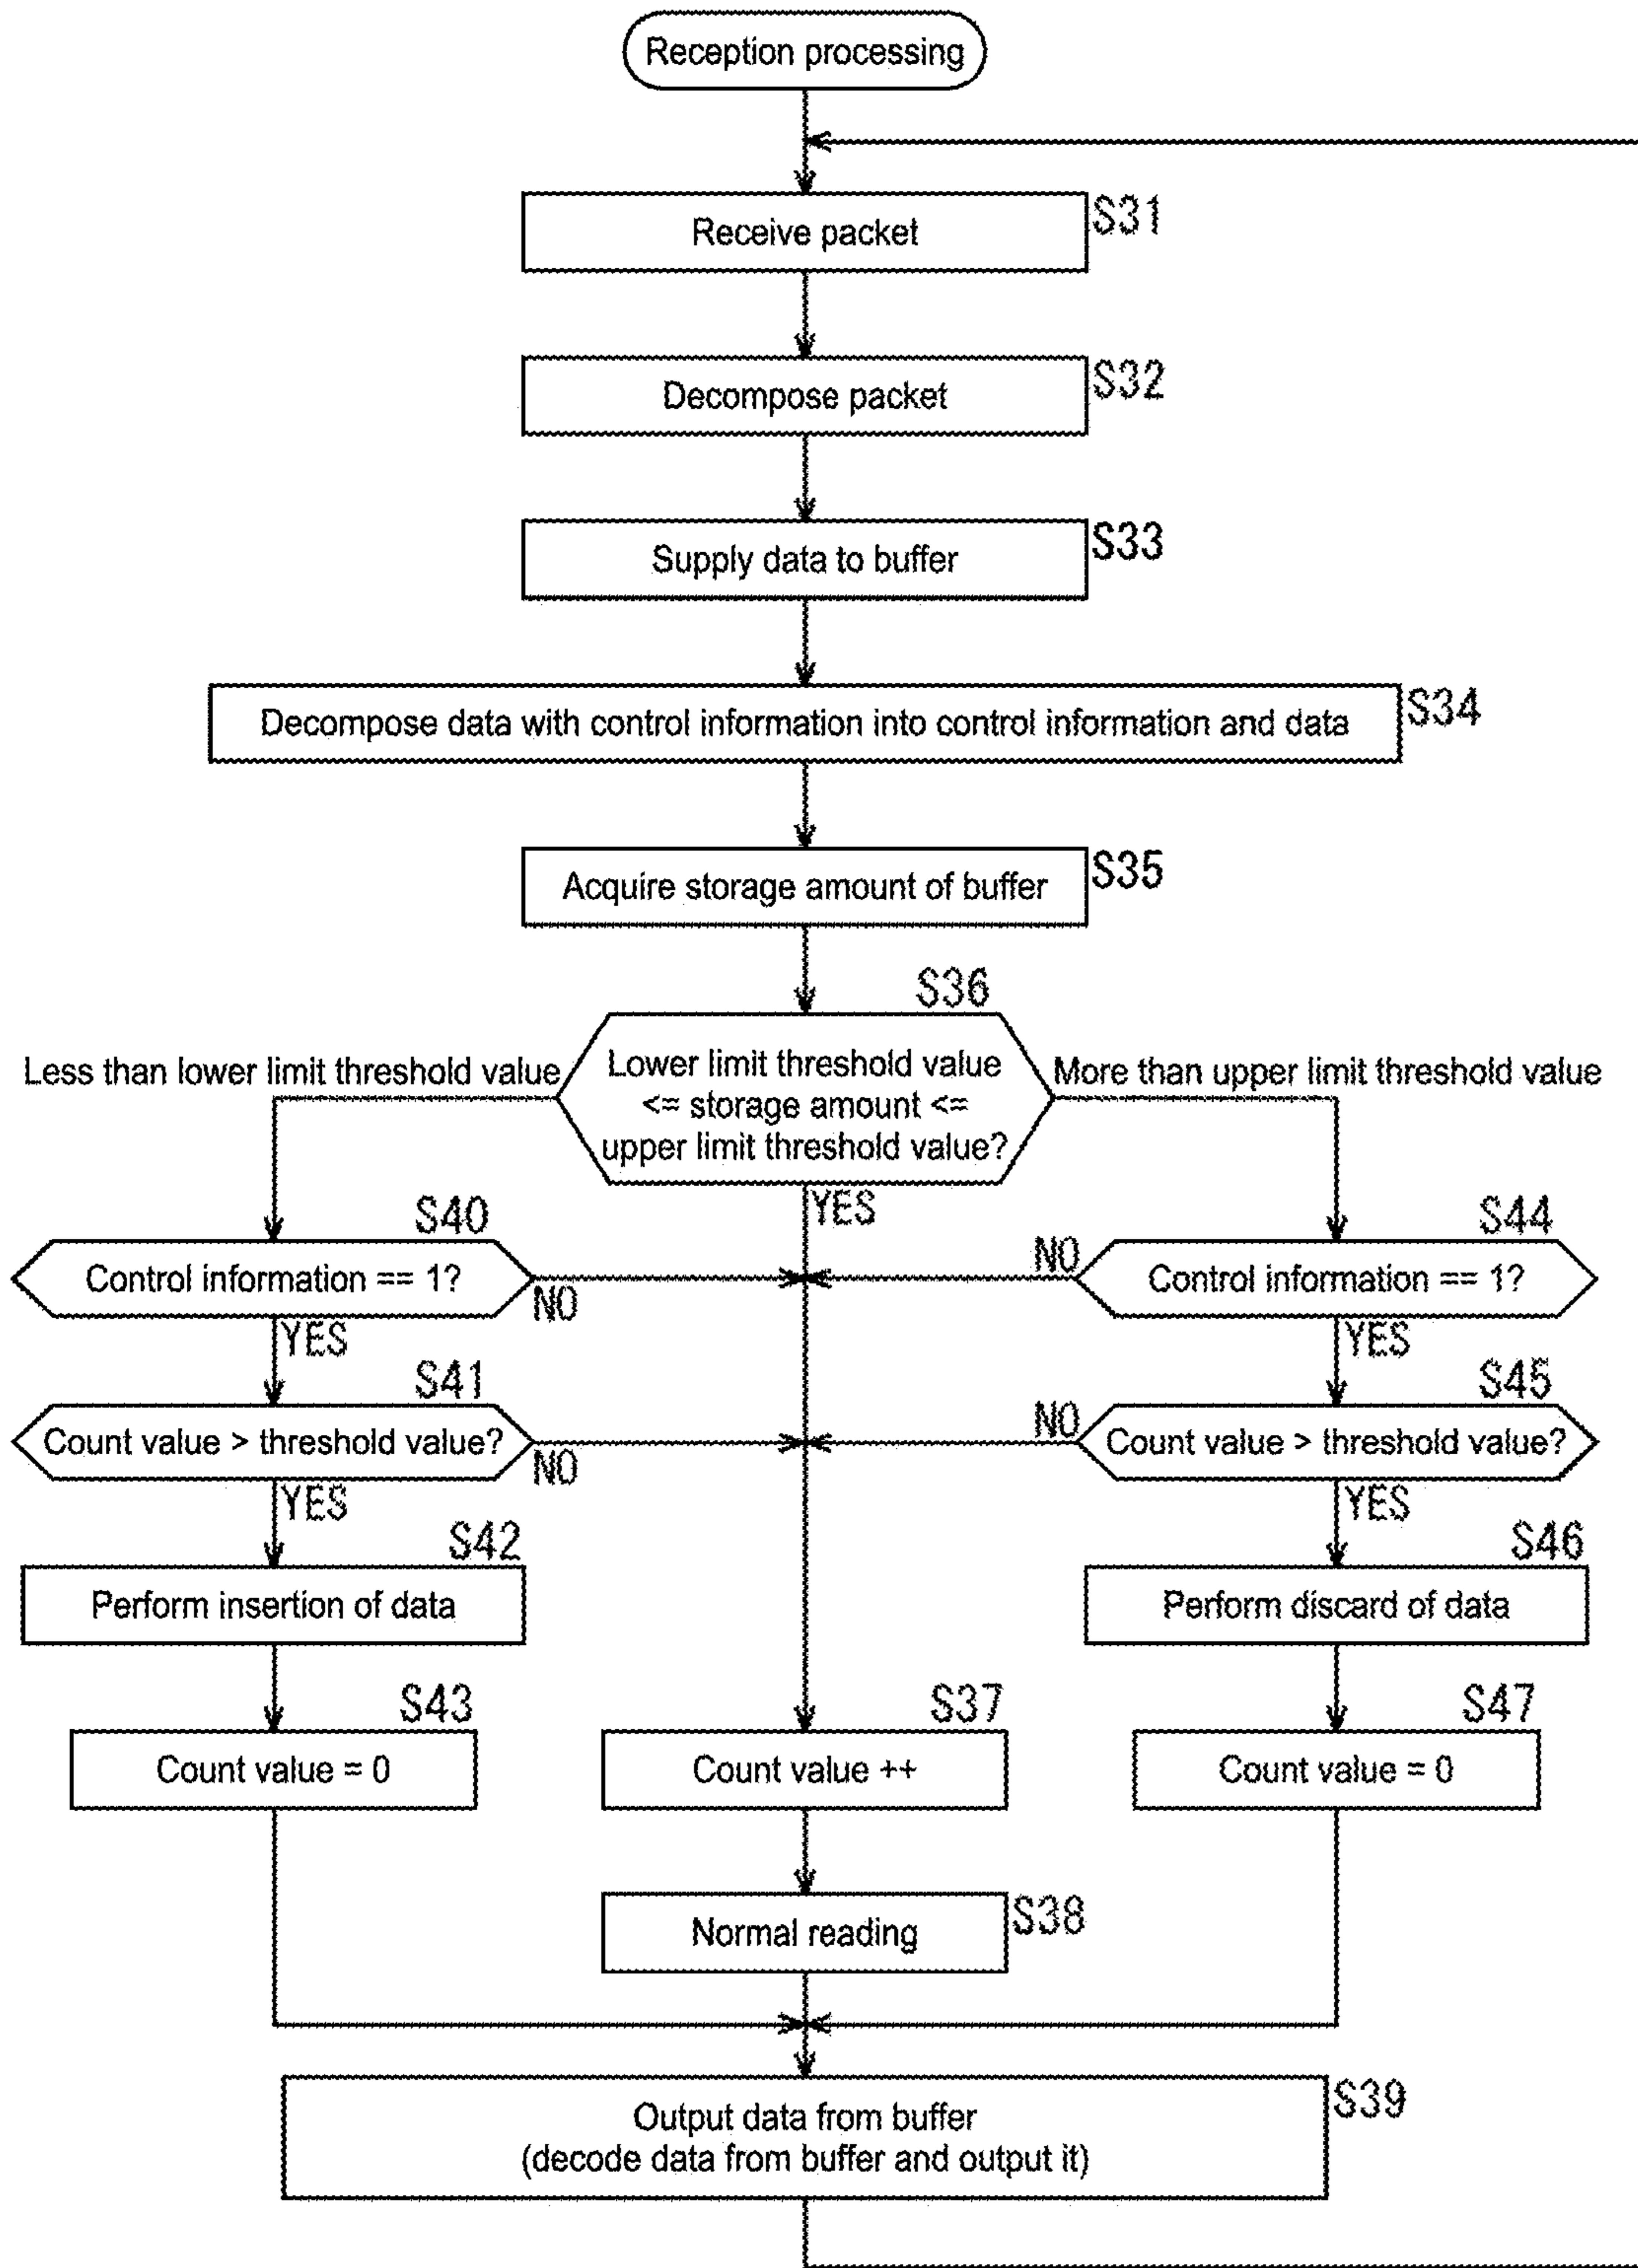 Reception processing
Receive packet
S31
Decompose packet
S32
Supply data to buffer
S33
Decompose data with control information into control information and data
S34
Acquire storage amount of buffer
S35
S36
Less than lower limit threshold value
Lower limit threshold value
<= storage amount <=
upper limit threshold value?
More than upper limit threshold value
YES
S40
Control information == 1?
NO
YES
S44
NO
Control information == 1?
YES
S41
Count value > threshold value?
NO
YES
S45
NO
Count value > threshold value?
YES
S42
Perform insertion of data
S46
Perform discard of data
S43
Count value = 0
S37
Count value ++
S47
Count value = 0
Normal reading
S38
Output data from buffer
(decode data from buffer and output it)
S39